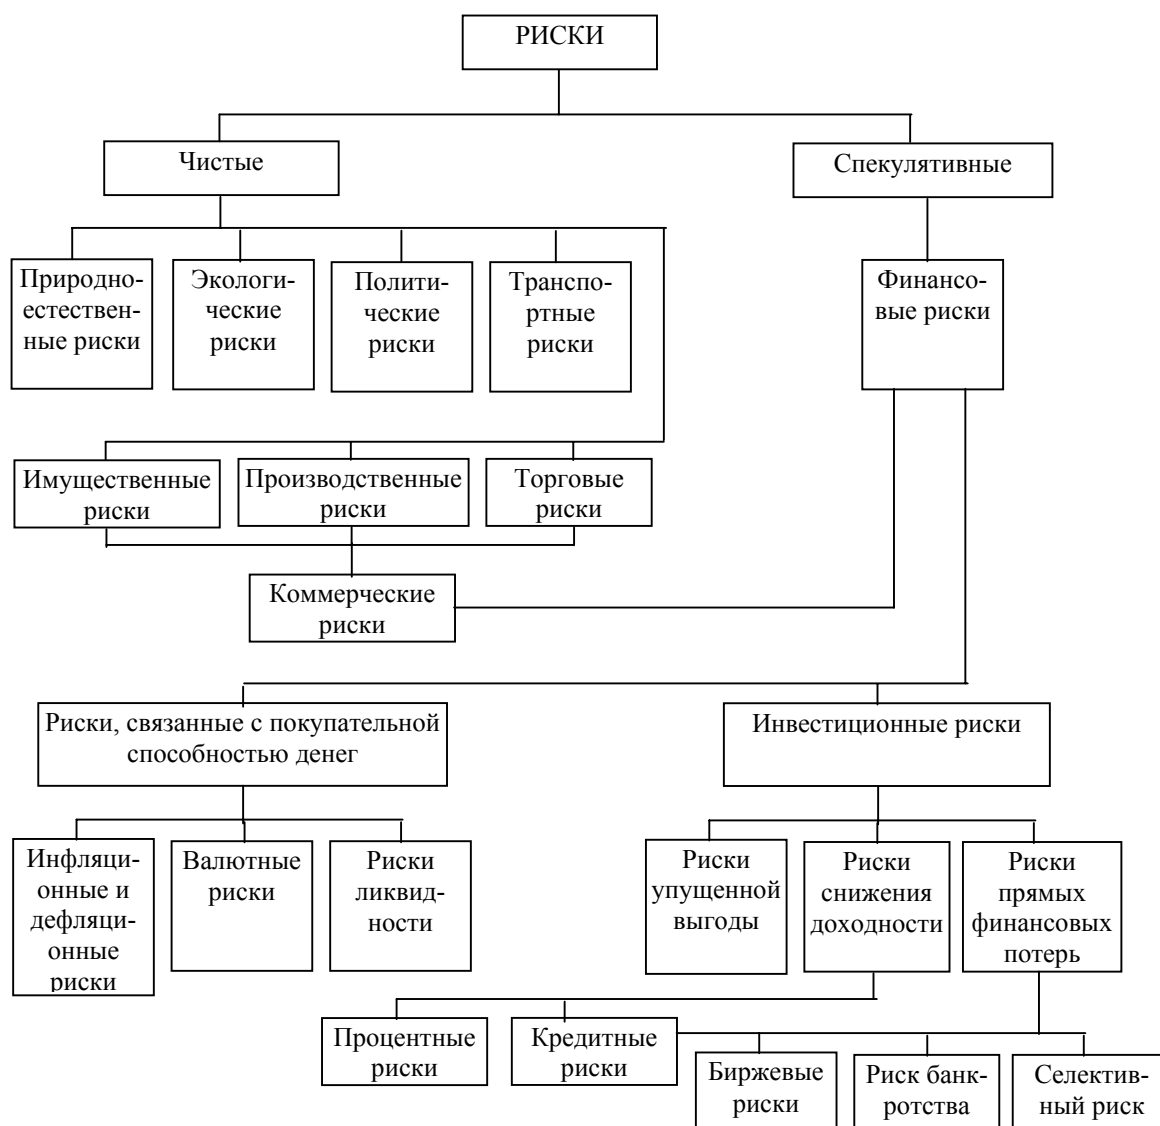 РИСКИ
Чистые
Спекулятивные
Природно-
естествен-
ные риски
Экологи-
ческие
риски
Полити-
ческие
риски
Транспо-
ртные
риски
Финансо-
вые риски
Имущественные
риски
Производственные
риски
Торговые
риски
Коммерческие
риски
Риски, связанные с покупательной
способностью денег
Инвестиционные риски
Инфляци-
онные и
дефляци-
онные
риски
Валютные
риски
Риски
ликвид-
ности
Риски
упущенной
выгоды
Риски
снижения
доходности
Риски
прямых
финансовых
потерь
Процентные
риски
Кредитные
риски
Биржевые
риски
Риск банк-
ротства
Селектив-
ный риск